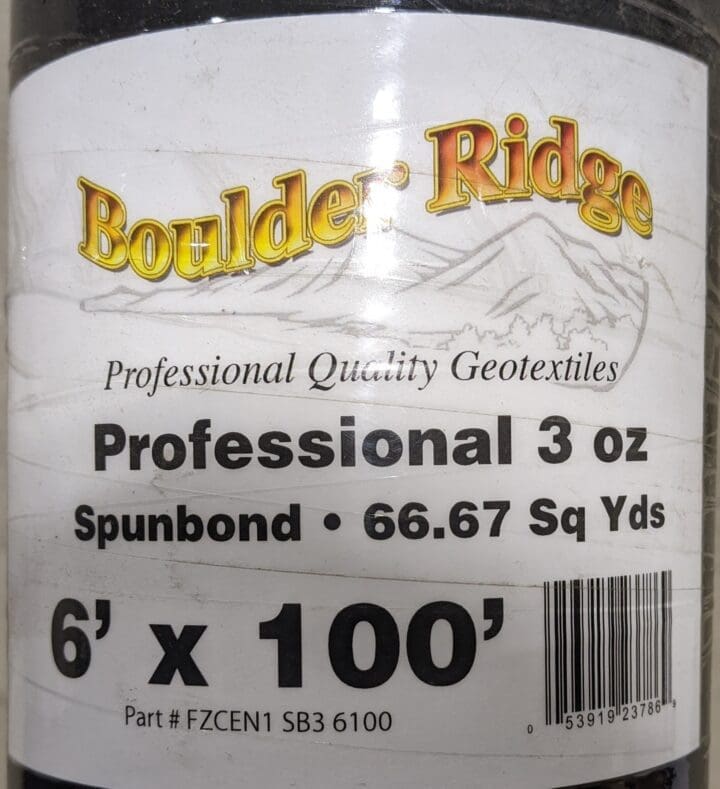 Boulder Ridge
Professional Quality Geotextiles
Professional 3 oz
Spunbond • 66.67 Sq Yds
6' x 100'
Part # FZCEN1 SB3 6100
0 53919 23786 9